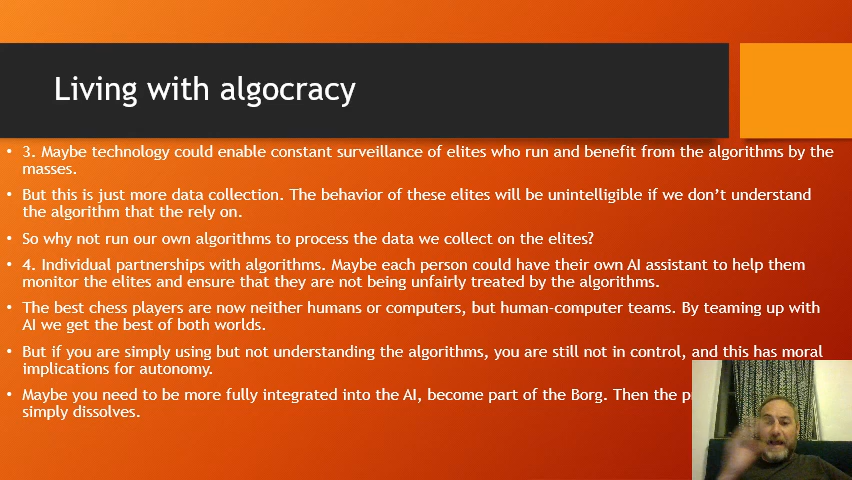 Living with algocracy
• 3. Maybe technology could enable constant surveillance of elites who run and benefit from the algorithms by the
masses.
• But this is just more data collection. The behavior of these elites will be unintelligible if we don't understand
the algorithm that the rely on.
• So why not run our own algorithms to process the data we collect on the elites?
• 4. Individual partnerships with algorithms. Maybe each person could have their own AI assistant to help them
monitor the elites and ensure that they are not being unfairly treated by the algorithms.
• The best chess players are now neither humans or computers, but human-computer teams. By teaming up with
AI we get the best of both worlds.
• But if you are simply using but not understanding the algorithms, you are still not in control, and this has moral
implications for autonomy.
• Maybe you need to be more fully integrated into the AI, become part of the Borg. Then the
simply dissolves.